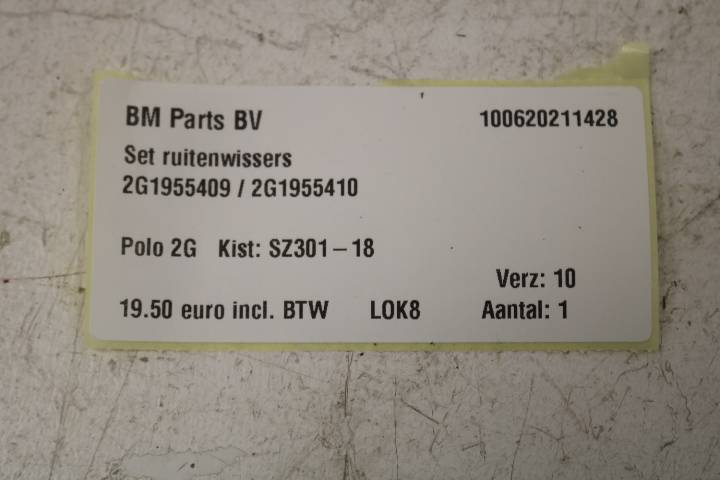 BM Parts BV 100620211428
Set ruitenwissers
2G1955409 / 2G1955410
Polo 2G Kist: SZ301-18
Verz: 10
19.50 euro incl. BTW LOK8 Aantal: 1